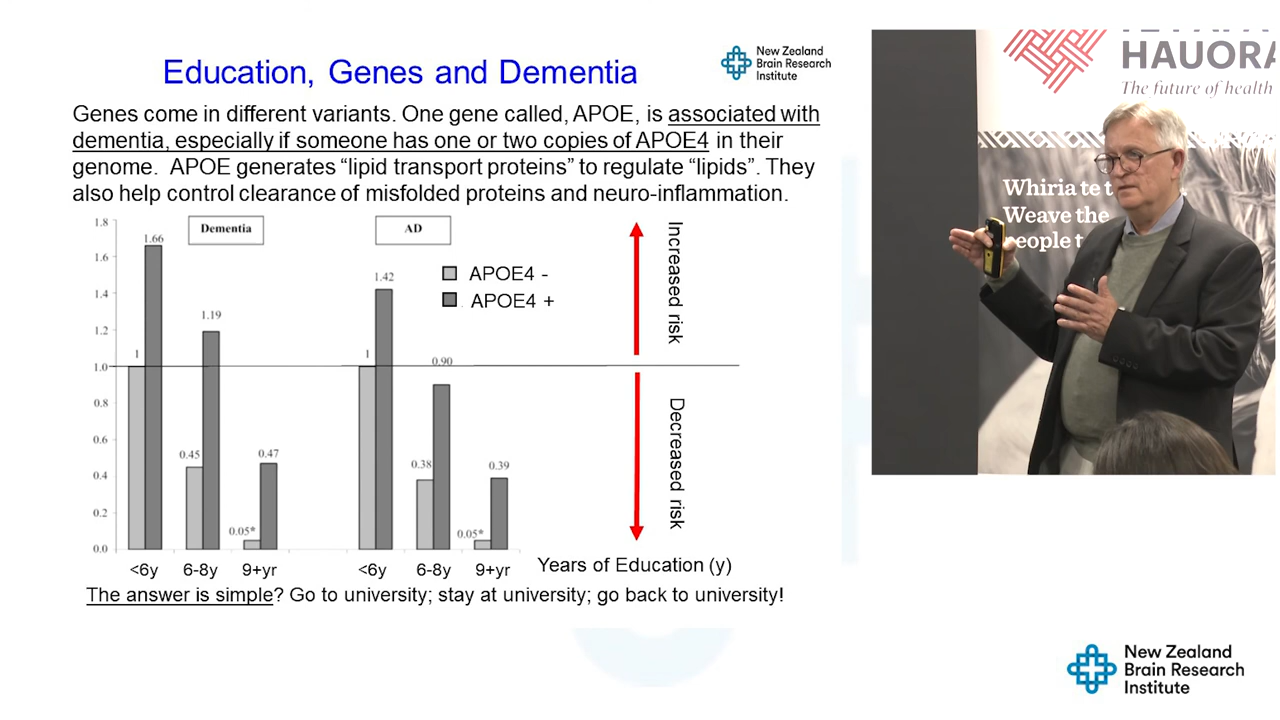 Education, Genes and Dementia
New Zealand
Brain Research
Institute
Genes come in different variants. One gene called, APOE, is associated with
dementia, especially if someone has one or two copies of APOE4 in their
genome. APOE generates “lipid transport proteins” to regulate “lipids”. They
also help control clearance of misfolded proteins and neuro-inflammation.
Dementia
AD
APOE4 -
APOE4 +
1.8
1.6
1.4
1.2
1.0
0.8
0.6
0.4
0.2
0.0
1
1.66
0.45
1.19
0.05*
0.47
1
1.42
0.38
0.90
0.05*
0.39
Increased risk
Decreased risk
<6y 6-8y 9+yr <6y 6-8y 9+yr
Years of Education (y)
The answer is simple? Go to university; stay at university; go back to university!
HAUORA
The future of health
Whiria te t
Weave the
people t
New Zealand
Brain Research
Institute